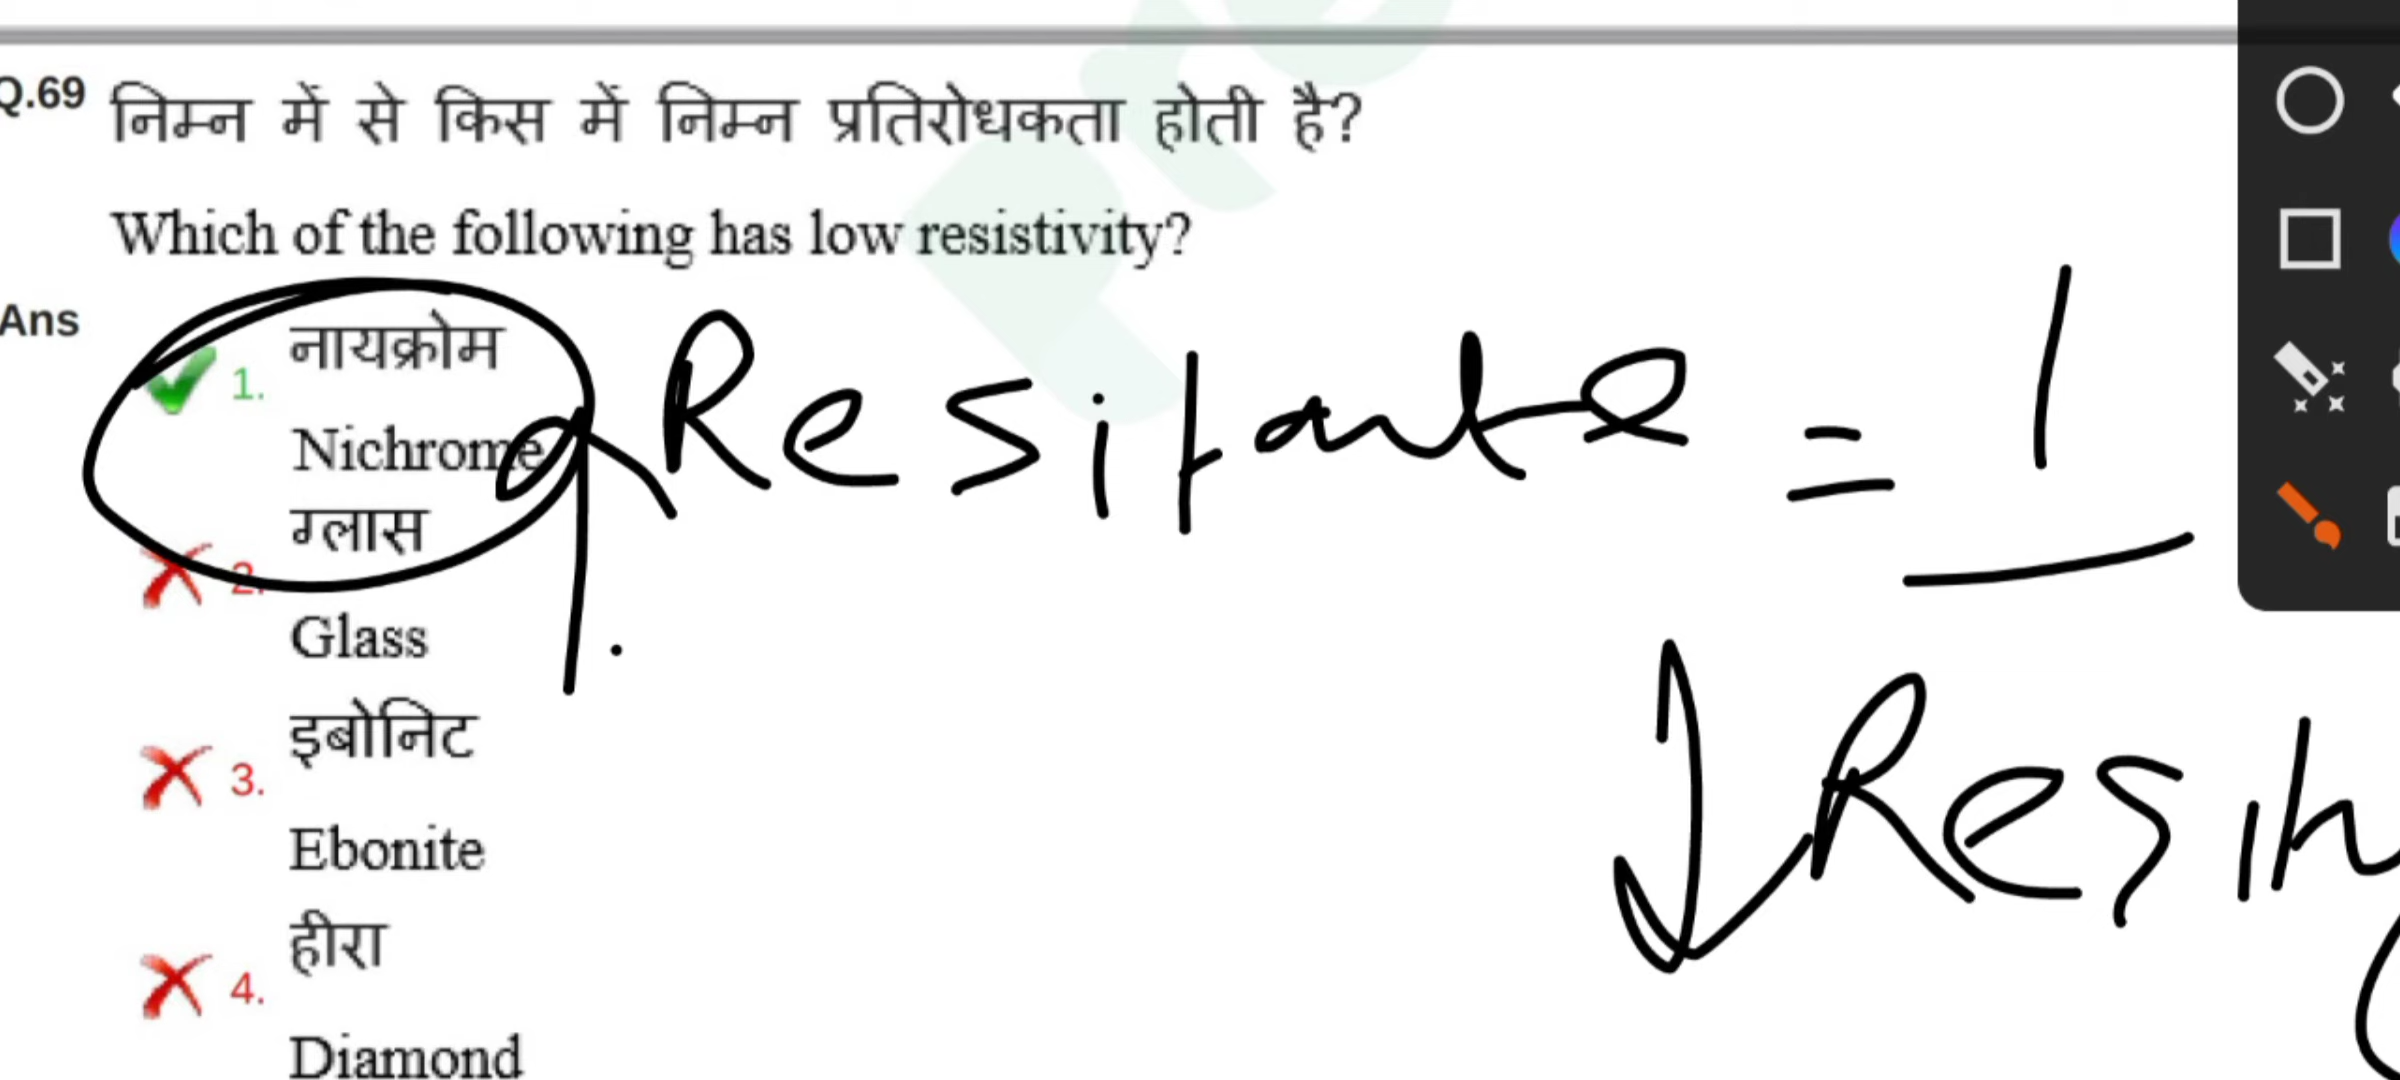 Q.69 निम्न में से किस में निम्न प्रतिरोधकता होती है?
Which of the following has low resistivity?
Ans
1. नायक्रोम
Nichrome
2. ग्लास
Glass
3. इबोनिट
Ebonite
4. हीरा
Diamond
= 1